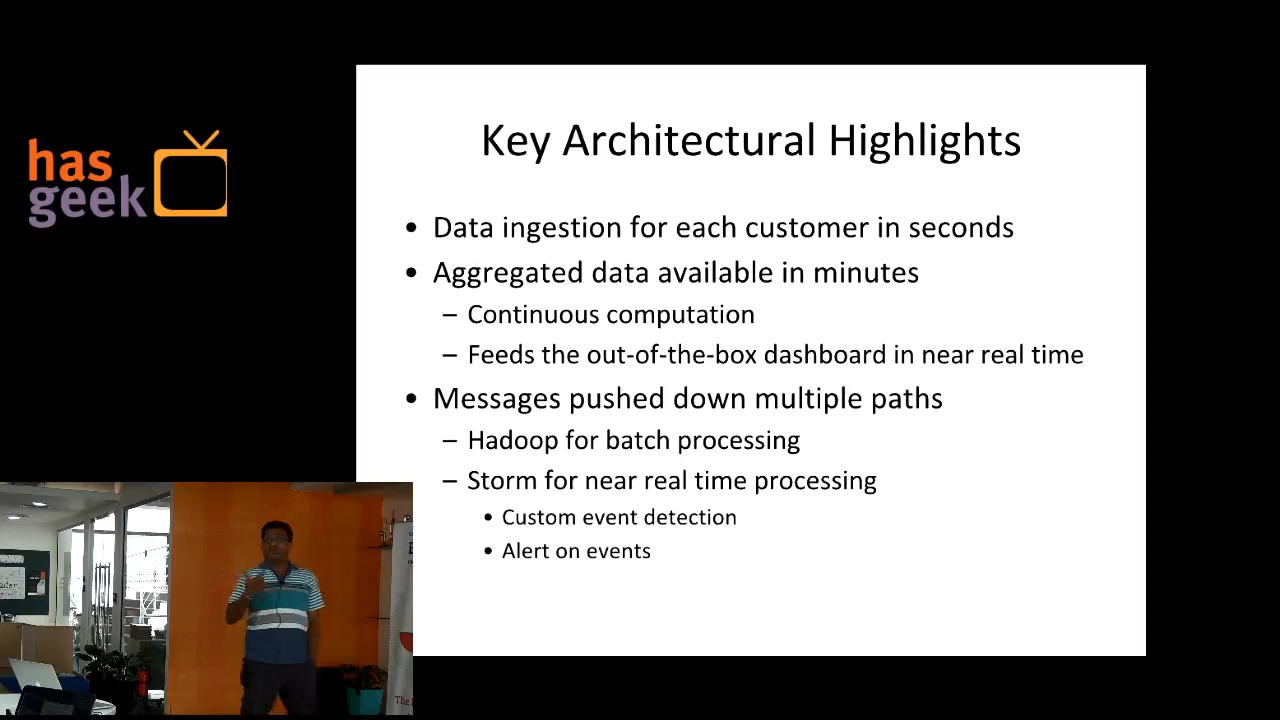 has
geek
Key Architectural Highlights
• Data ingestion for each customer in seconds
• Aggregated data available in minutes
– Continuous computation
– Feeds the out-of-the-box dashboard in near real time
• Messages pushed down multiple paths
– Hadoop for batch processing
– Storm for near real time processing
• Custom event detection
• Alert on events
The